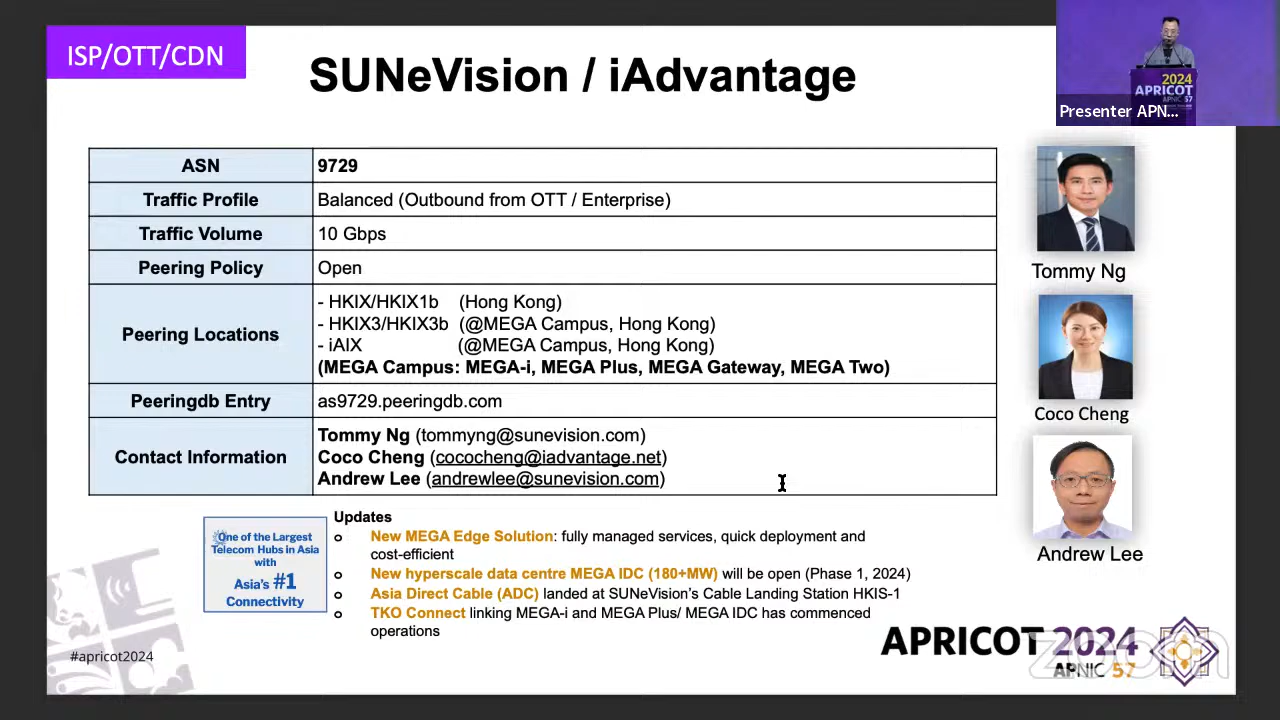 ISP/OTT/CDN
SUNeVision / iAdvantage
2024
APRICOT
APNIC 57
Presenter APN...
ASN 9729
Traffic Profile Balanced (Outbound from OTT / Enterprise)
Traffic Volume 10 Gbps
Peering Policy Open
Peering Locations
- HKIX/HKIX1b (Hong Kong)
- HKIX3/HKIX3b (@MEGA Campus, Hong Kong)
- iAIX (@MEGA Campus, Hong Kong)
(MEGA Campus: MEGA-i, MEGA Plus, MEGA Gateway, MEGA Two)
Peeringdb Entry as9729.peeringdb.com
Contact Information
Tommy Ng (tommyng@sunevision.com)
Coco Cheng (cococheng@iadvantage.net)
Andrew Lee (andrewlee@sunevision.com)
Tommy Ng
Coco Cheng
Andrew Lee
One of the Largest
Telecom Hubs in Asia
with
Asia's #1
Connectivity
Updates
o New MEGA Edge Solution: fully managed services, quick deployment and
cost-efficient
o New hyperscale data centre MEGA IDC (180+MW) will be open (Phase 1, 2024)
o Asia Direct Cable (ADC) landed at SUNeVision's Cable Landing Station HKIS-1
o TKO Connect linking MEGA-i and MEGA Plus/ MEGA IDC has commenced
operations
#apricot2024
APRICOT 2024
APNIC 57
zoom